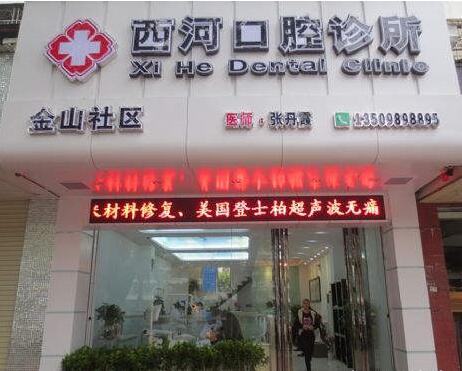 西河口腔诊所
Xi He Dental Clinic
金山社区 医师：张丹霞 13509898895
材料修复、美国登士柏超声波无痛